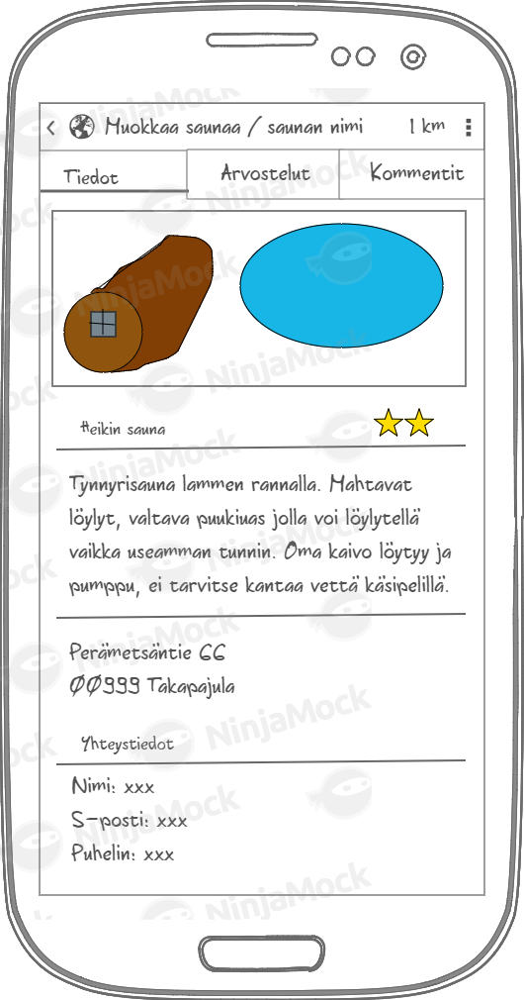 Muokkaa saunaa / saunan nimi 1 km
Tiedot Arvostelut Kommentit
Heikin sauna
Tynnyrisauna lammen rannalla. Mahtavat
löylyt, valtava puukiuas jolla voi löylytellä
vaikka useamman tunnin. Oma kaivo löytyy ja
pumppu, ei tarvitse kantaa vettä käsipelillä.
Perämetsäntie 66
00999 Takapajula
Yhteystiedot
Nimi: xxx
S-posti: xxx
Puhelin: xxx
NinjaMock